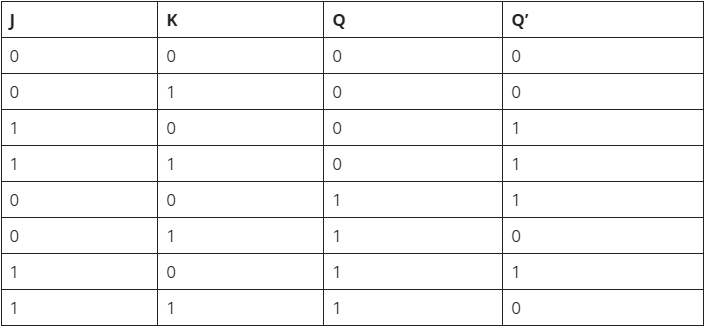 J K Q Q’
0 0 0 0
0 1 0 0
1 0 0 1
1 1 0 1
0 0 1 1
0 1 1 0
1 0 1 1
1 1 1 0